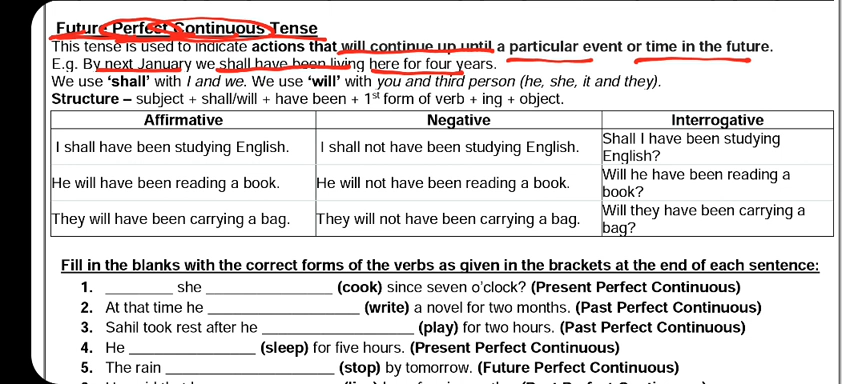 Future Perfect Continuous Tense
This tense is used to indicate actions that will continue up until a particular event or time in the future.
E.g. By next January we shall have been living here for four years.
We use ‘shall’ with I and we. We use ‘will’ with you and third person (he, she, it and they).
Structure – subject + shall/will + have been + 1st form of verb + ing + object.
Affirmative Negative Interrogative
I shall have been studying English. I shall not have been studying English. Shall I have been studying English?
He will have been reading a book. He will not have been reading a book. Will he have been reading a book?
They will have been carrying a bag. They will not have been carrying a bag. Will they have been carrying a bag?
Fill in the blanks with the correct forms of the verbs as given in the brackets at the end of each sentence:
1. ________ she _______________ (cook) since seven o’clock? (Present Perfect Continuous)
2. At that time he __________________ (write) a novel for two months. (Past Perfect Continuous)
3. Sahil took rest after he __________________ (play) for two hours. (Past Perfect Continuous)
4. He _______________ (sleep) for five hours. (Present Perfect Continuous)
5. The rain ____________________ (stop) by tomorrow. (Future Perfect Continuous)